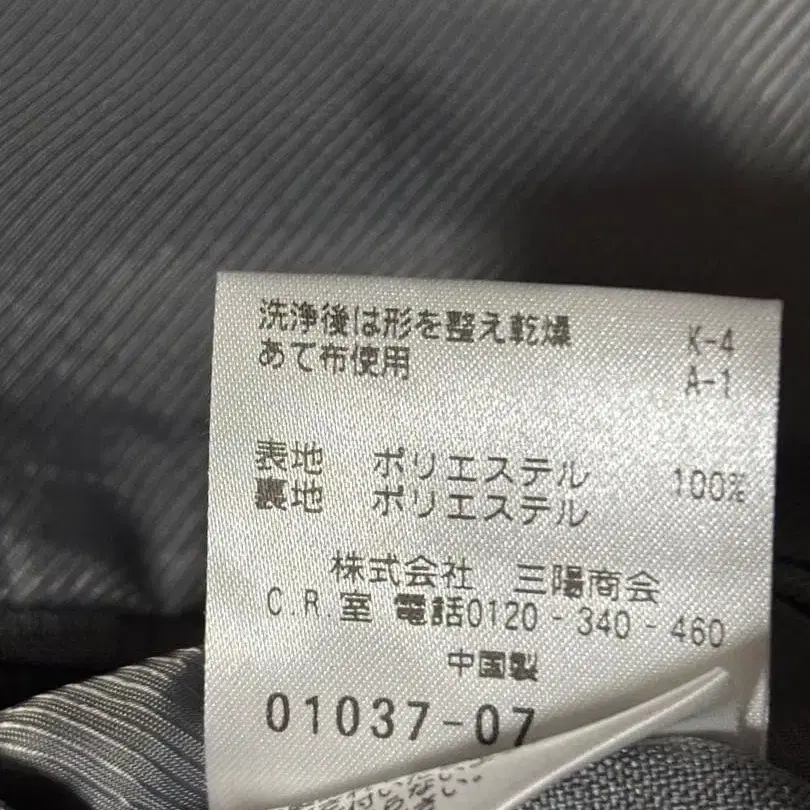 洗浄後は形を整え乾燥 K-4
あて布使用 A-1
表地 ポリエステル 100%
裏地 ポリエステル
株式会社 三陽商会
C.R.室 電話0120-340-460
中国製
01037-07